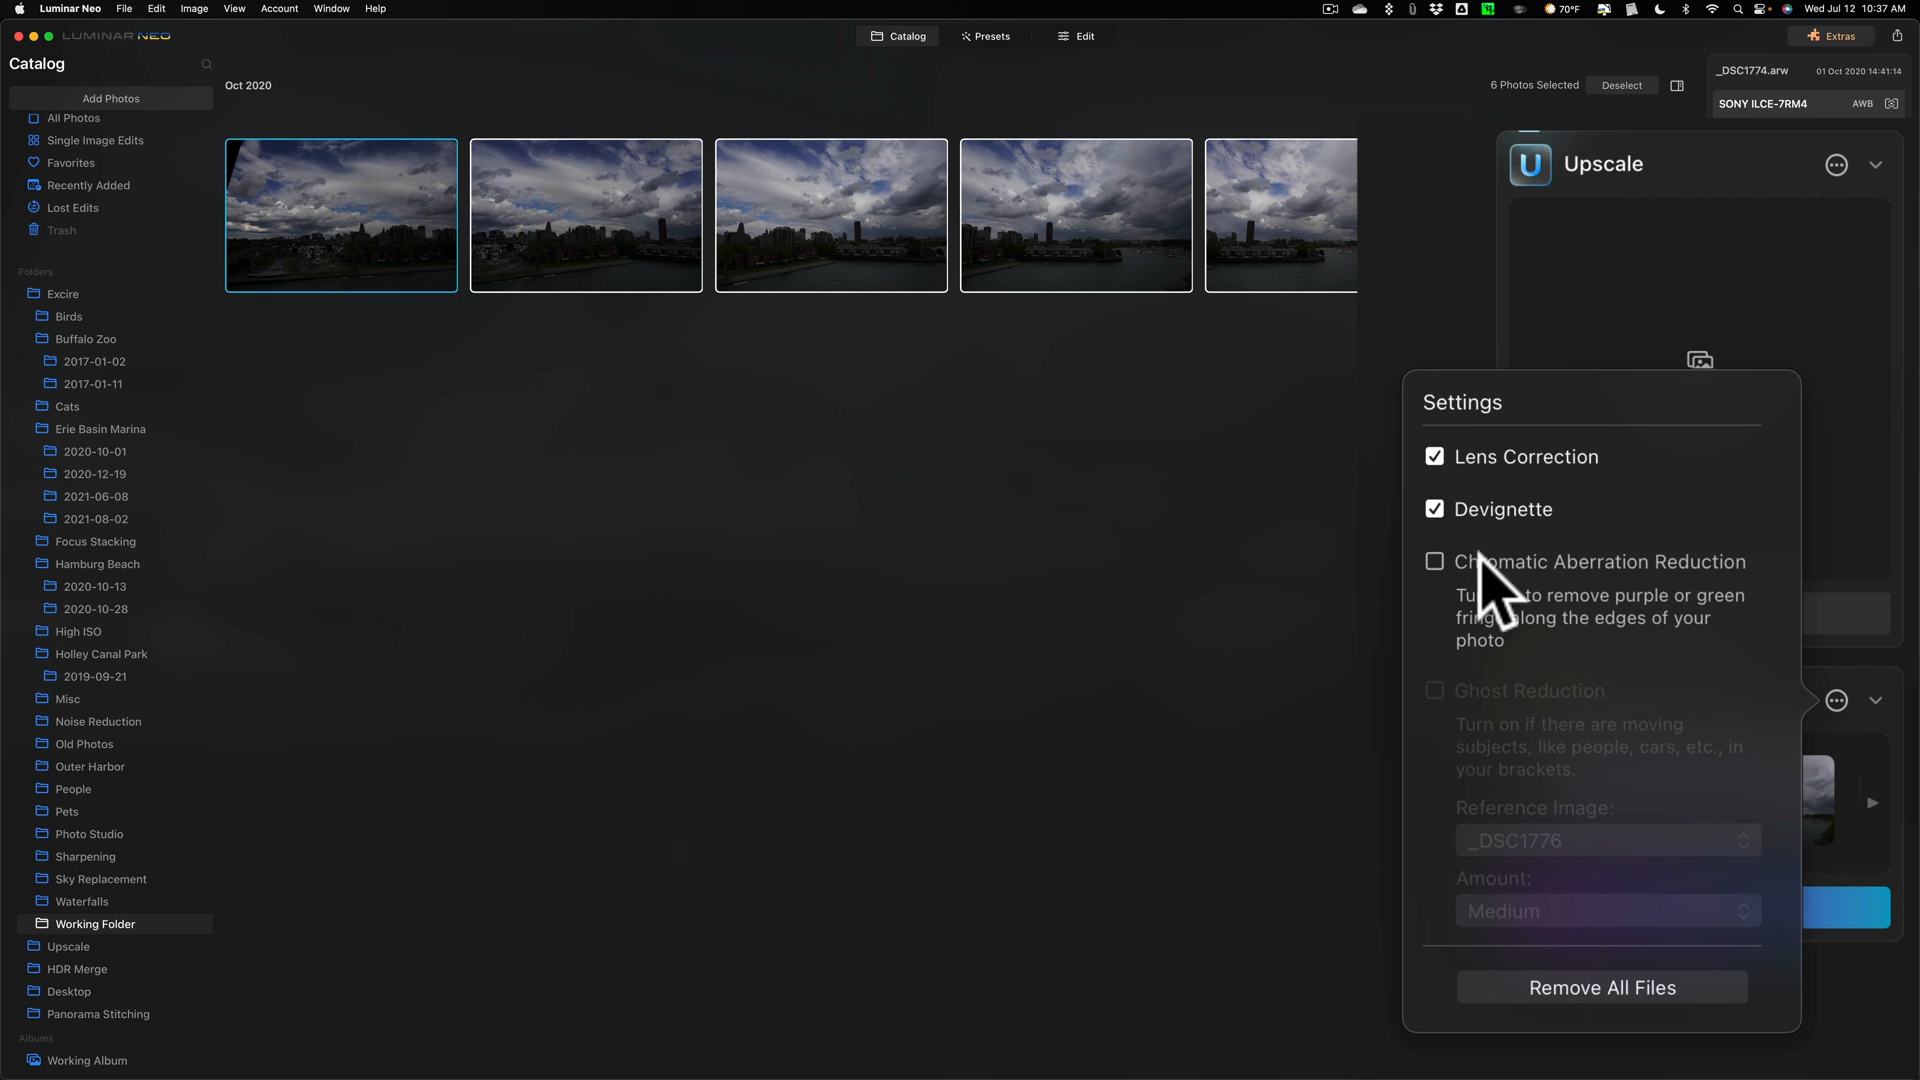 Luminar Neo File Edit Image View Account Window Help
70°F Wed Jul 12 10:37 AM
LUMINAR NEO
Catalog Presets Edit
Extras
Catalog
Oct 2020
6 Photos Selected Deselect
_DSC1774.arw 01 Oct 2020 14:41:14
SONY ILCE-7RM4 AWB
Add Photos
All Photos
Single Image Edits
Favorites
Recently Added
Lost Edits
Trash
Folders
Excire
Birds
Buffalo Zoo
2017-01-02
2017-01-11
Cats
Erie Basin Marina
2020-10-01
2020-12-19
2021-06-08
2021-08-02
Focus Stacking
Hamburg Beach
2020-10-13
2020-10-28
High ISO
Holley Canal Park
2019-09-21
Misc
Noise Reduction
Old Photos
Outer Harbor
People
Pets
Photo Studio
Sharpening
Sky Replacement
Waterfalls
Working Folder
Upscale
HDR Merge
Desktop
Panorama Stitching
Albums
Working Album
U Upscale
Settings
Lens Correction
Devignette
Chromatic Aberration Reduction
to remove purple or green
along the edges of your
photo
Ghost Reduction
Turn on if there are moving
subjects, like people, cars, etc., in
your brackets.
Reference Image:
_DSC1776
Amount:
Medium
Remove All Files